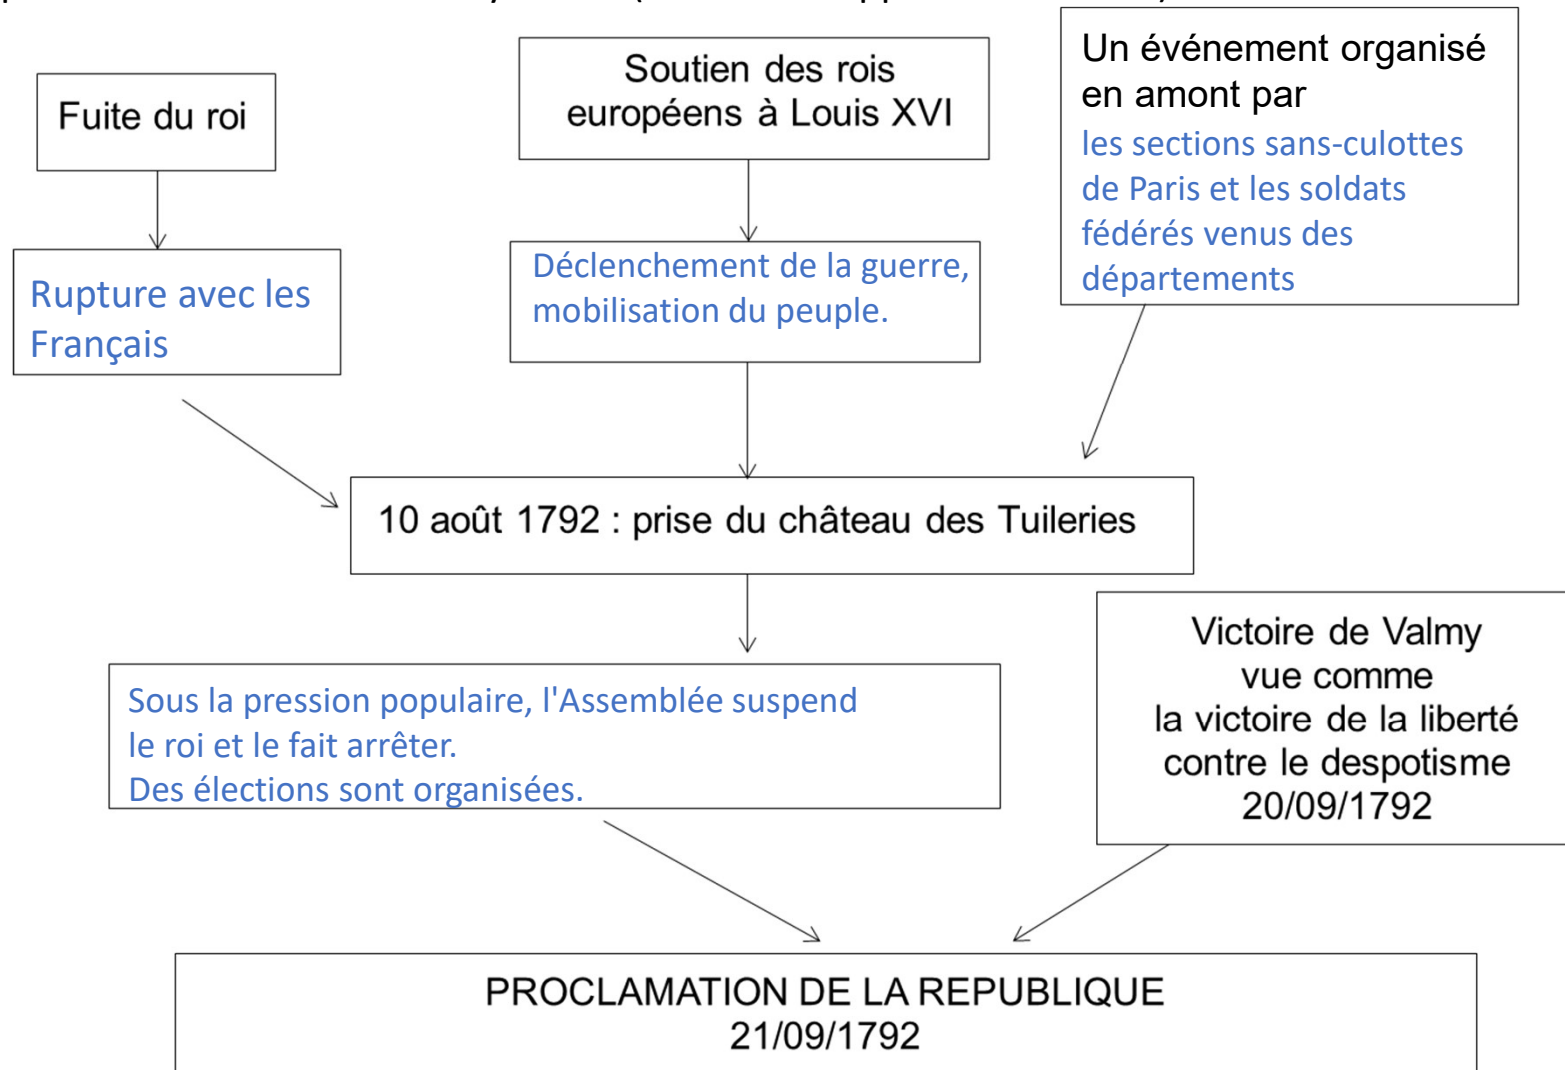 Fuite du roi
Soutien des rois
européens à Louis XVI
Un événement organisé
en amont par
les sections sans-culottes
de Paris et les soldats
fédérés venus des
départements
Rupture avec les
Français
Déclenchement de la guerre,
mobilisation du peuple.
10 août 1792 : prise du château des Tuileries
Sous la pression populaire, l'Assemblée suspend
le roi et le fait arrêter.
Des élections sont organisées.
Victoire de Valmy
vue comme
la victoire de la liberté
contre le despotisme
20/09/1792
PROCLAMATION DE LA REPUBLIQUE
21/09/1792